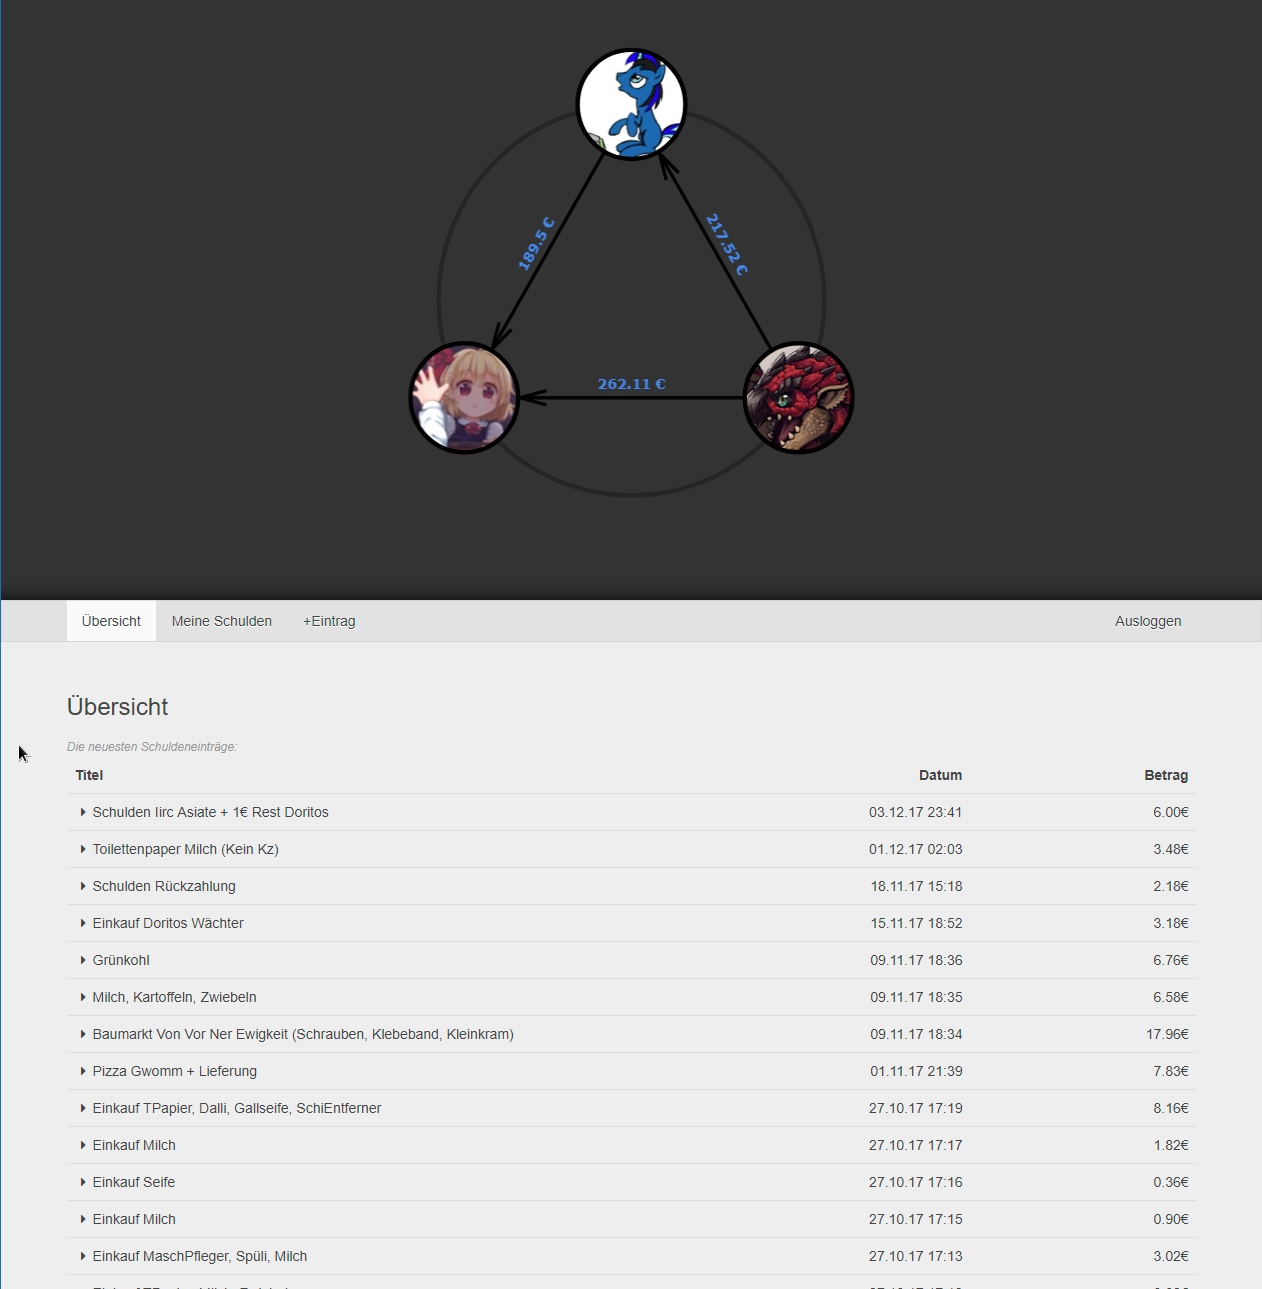 189.5 €
217.52 €
262.11 €
Übersicht Meine Schulden +Eintrag Ausloggen
Übersicht
Die neuesten Schuldeneinträge:
Titel Datum Betrag
Schulden Iirc Asiate + 1€ Rest Doritos 03.12.17 23:41 6.00€
Toilettenpaper Milch (Kein Kz) 01.12.17 02:03 3.48€
Schulden Rückzahlung 18.11.17 15:18 2.18€
Einkauf Doritos Wächter 15.11.17 18:52 3.18€
Grünkohl 09.11.17 18:36 6.76€
Milch, Kartoffeln, Zwiebeln 09.11.17 18:35 6.58€
Baumarkt Von Vor Ner Ewigkeit (Schrauben, Klebeband, Kleinkram) 09.11.17 18:34 17.96€
Pizza Gwomm + Lieferung 01.11.17 21:39 7.83€
Einkauf TPapier, Dalli, Gallseife, SchiEntferner 27.10.17 17:19 8.16€
Einkauf Milch 27.10.17 17:17 1.82€
Einkauf Seife 27.10.17 17:16 0.36€
Einkauf Milch 27.10.17 17:15 0.90€
Einkauf MaschPfleger, Spüli, Milch 27.10.17 17:13 3.02€